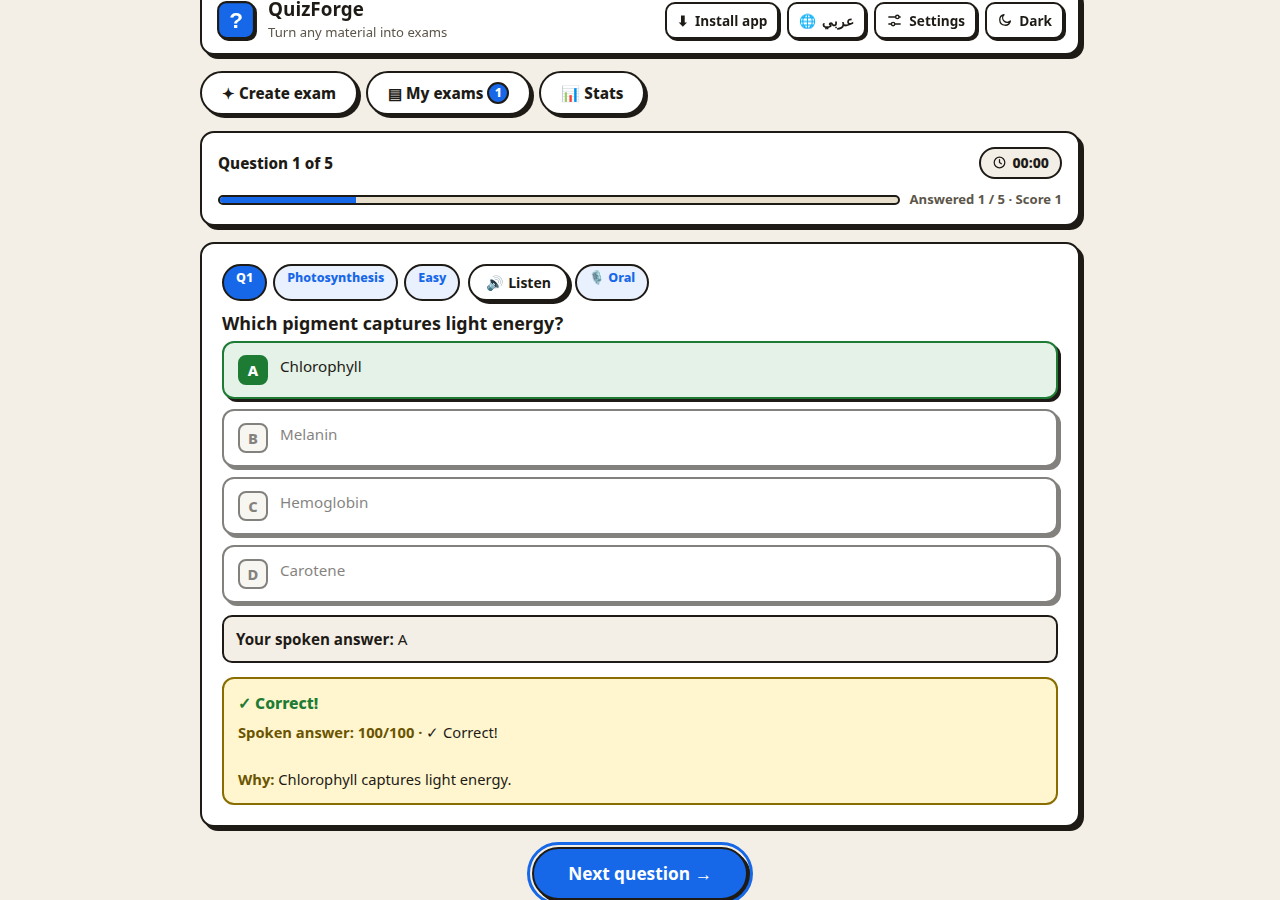 ?
QuizForge
Turn any material into exams
⬇ Install app
🌐 عربي
Settings
Dark
✦ Create exam
▤ My exams 1
📊 Stats
Question 1 of 5
00:00
Answered 1 / 5 · Score 1
Q1
Photosynthesis
Easy
🔊 Listen
🎙️ Oral
Which pigment captures light energy?
A Chlorophyll
B Melanin
C Hemoglobin
D Carotene
Your spoken answer: A
✓ Correct!
Spoken answer: 100/100 · ✓ Correct!
Why: Chlorophyll captures light energy.
Next question →